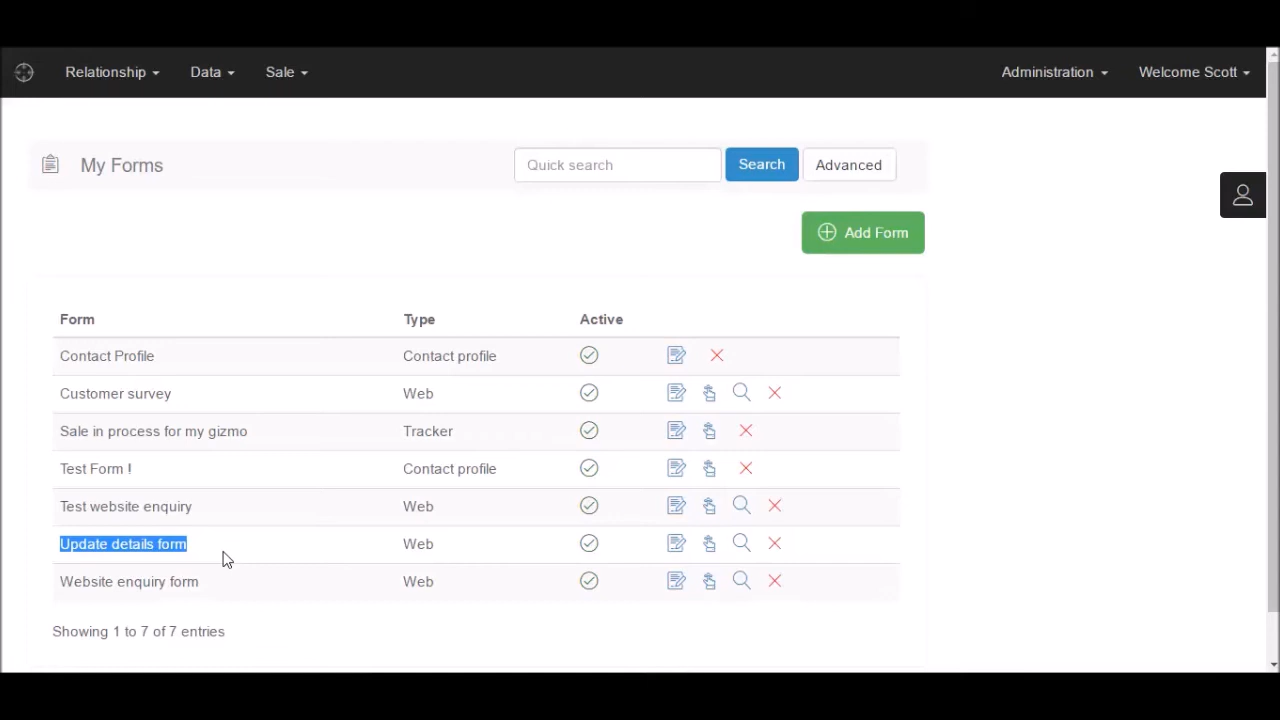 Relationship Data Sale Administration Welcome Scott
My Forms Quick search Search Advanced
Add Form
Form Type Active
Contact Profile Contact profile
Customer survey Web
Sale in process for my gizmo Tracker
Test Form ! Contact profile
Test website enquiry Web
Update details form Web
Website enquiry form Web
Showing 1 to 7 of 7 entries